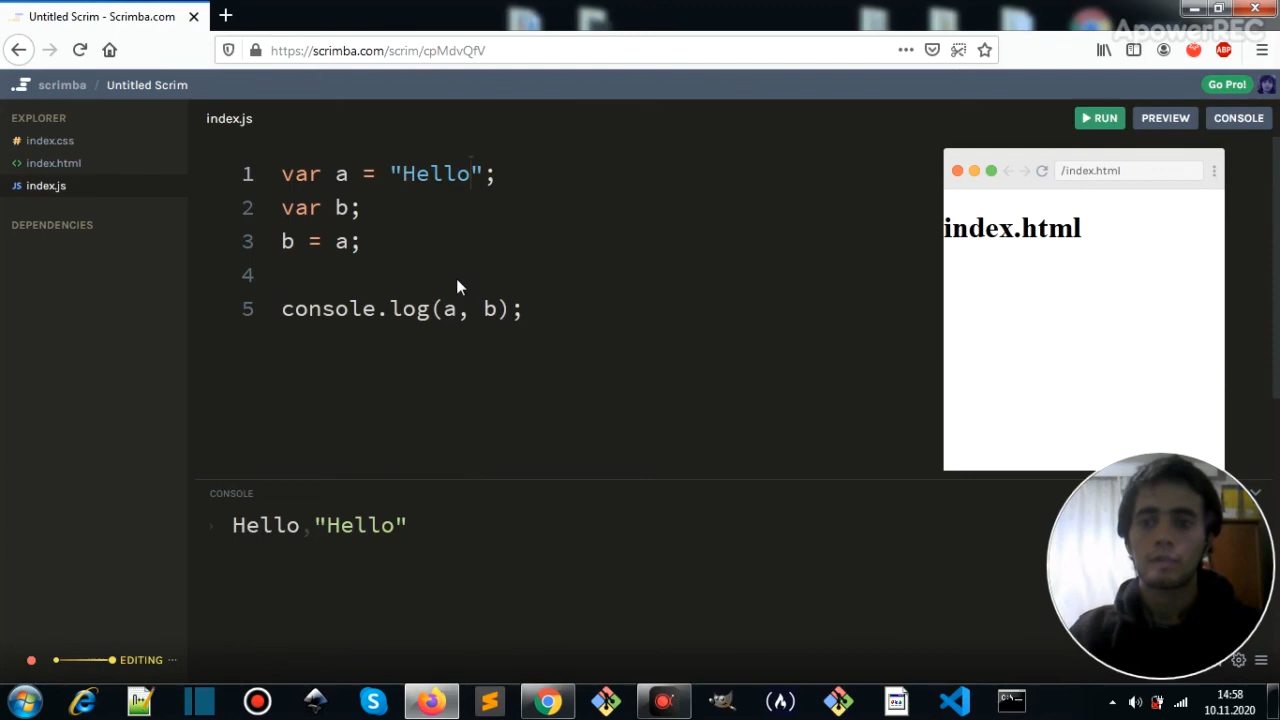 Untitled Scrim - Scrimba.com
ApowerREC
https://scrimba.com/scrim/cpMdvQfV
ABP
scrimba / Untitled Scrim
Go Pro!
EXPLORER
index.js
RUN
PREVIEW
CONSOLE
# index.css
<> index.html
JS index.js
DEPENDENCIES
1 var a = "Hello";
2 var b;
3 b = a;
4
5 console.log(a, b);
/index.html
index.html
CONSOLE
Hello,"Hello"
EDITING ...
14:58
10.11.2020